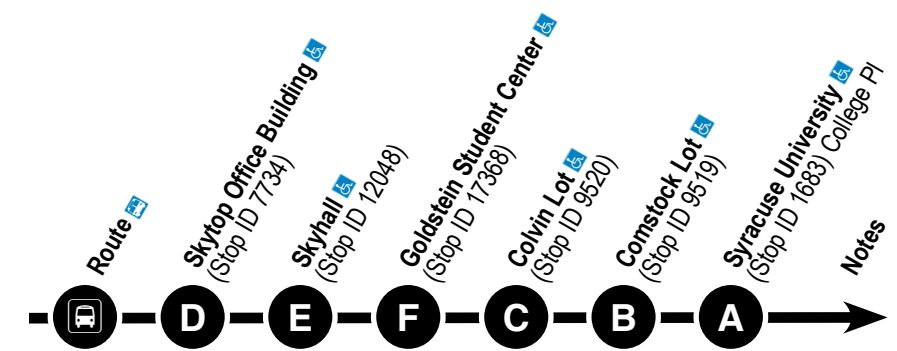 Route
Skytop Office Building
(Stop ID 7734)
Skyhall
(Stop ID 12048)
Goldstein Student Center
(Stop ID 17368)
Colvin Lot
(Stop ID 9520)
Comstock Lot
(Stop ID 9519)
Syracuse University
(Stop ID 1683) College Pl
Notes
D
E
F
C
B
A